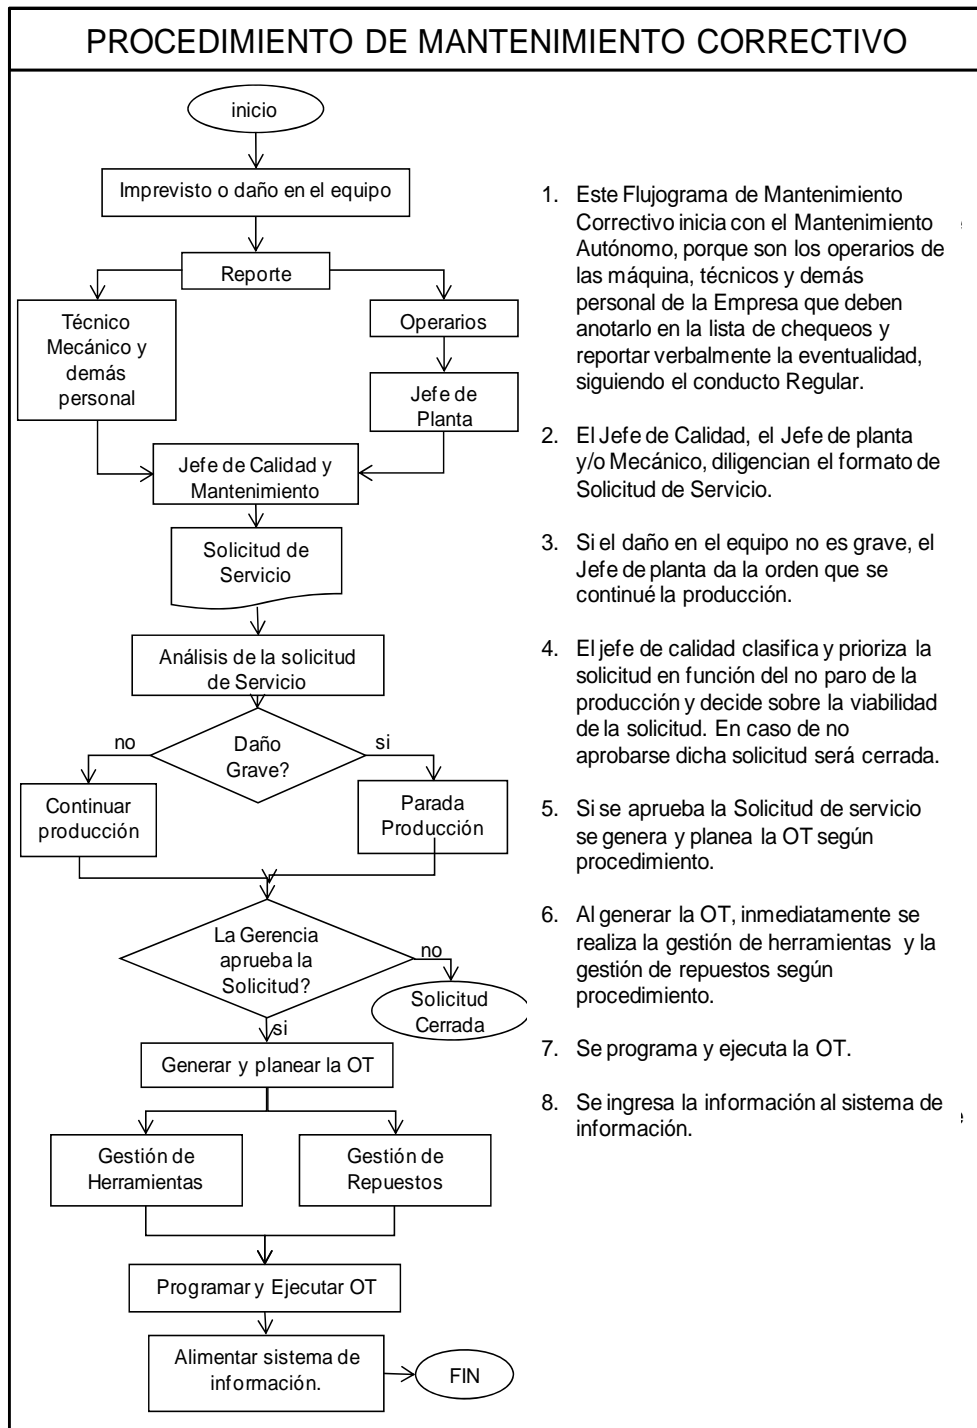 PROCEDIMIENTO DE MANTENIMIENTO CORRECTIVO
inicio
Imprevisto o daño en el equipo
Reporte
Técnico
Mecánico y
demás
personal
Operarios
Jefe de
Planta
Jefe de Calidad y
Mantenimiento
Solicitud de
Servicio
Análisis de la solicitud
de Servicio
no
Daño
Grave?
si
Continuar
producción
Parada
Producción
La Gerencia
aprueba la
Solicitud?
no
Solicitud
Cerrada
si
Generar y planear la OT
Gestión de
Herramientas
Gestión de
Repuestos
Programar y Ejecutar OT
Alimentar sistema de
información.
FIN
1. Este Flujograma de Mantenimiento
Correctivo inicia con el Mantenimiento
Autónomo, porque son los operarios de
las máquina, técnicos y demás
personal de la Empresa que deben
anotarlo en la lista de chequeos y
reportar verbalmente la eventualidad,
siguiendo el conducto Regular.
2. El Jefe de Calidad, el Jefe de planta
y/o Mecánico, diligencian el formato de
Solicitud de Servicio.
3. Si el daño en el equipo no es grave, el
Jefe de planta da la orden que se
continué la producción.
4. El jefe de calidad clasifica y prioriza la
solicitud en función del no paro de la
producción y decide sobre la viabilidad
de la solicitud. En caso de no
aprobarse dicha solicitud será cerrada.
5. Si se aprueba la Solicitud de servicio
se genera y planea la OT según
procedimiento.
6. Al generar la OT, inmediatamente se
realiza la gestión de herramientas y la
gestión de repuestos según
procedimiento.
7. Se programa y ejecuta la OT.
8. Se ingresa la información al sistema de
información.